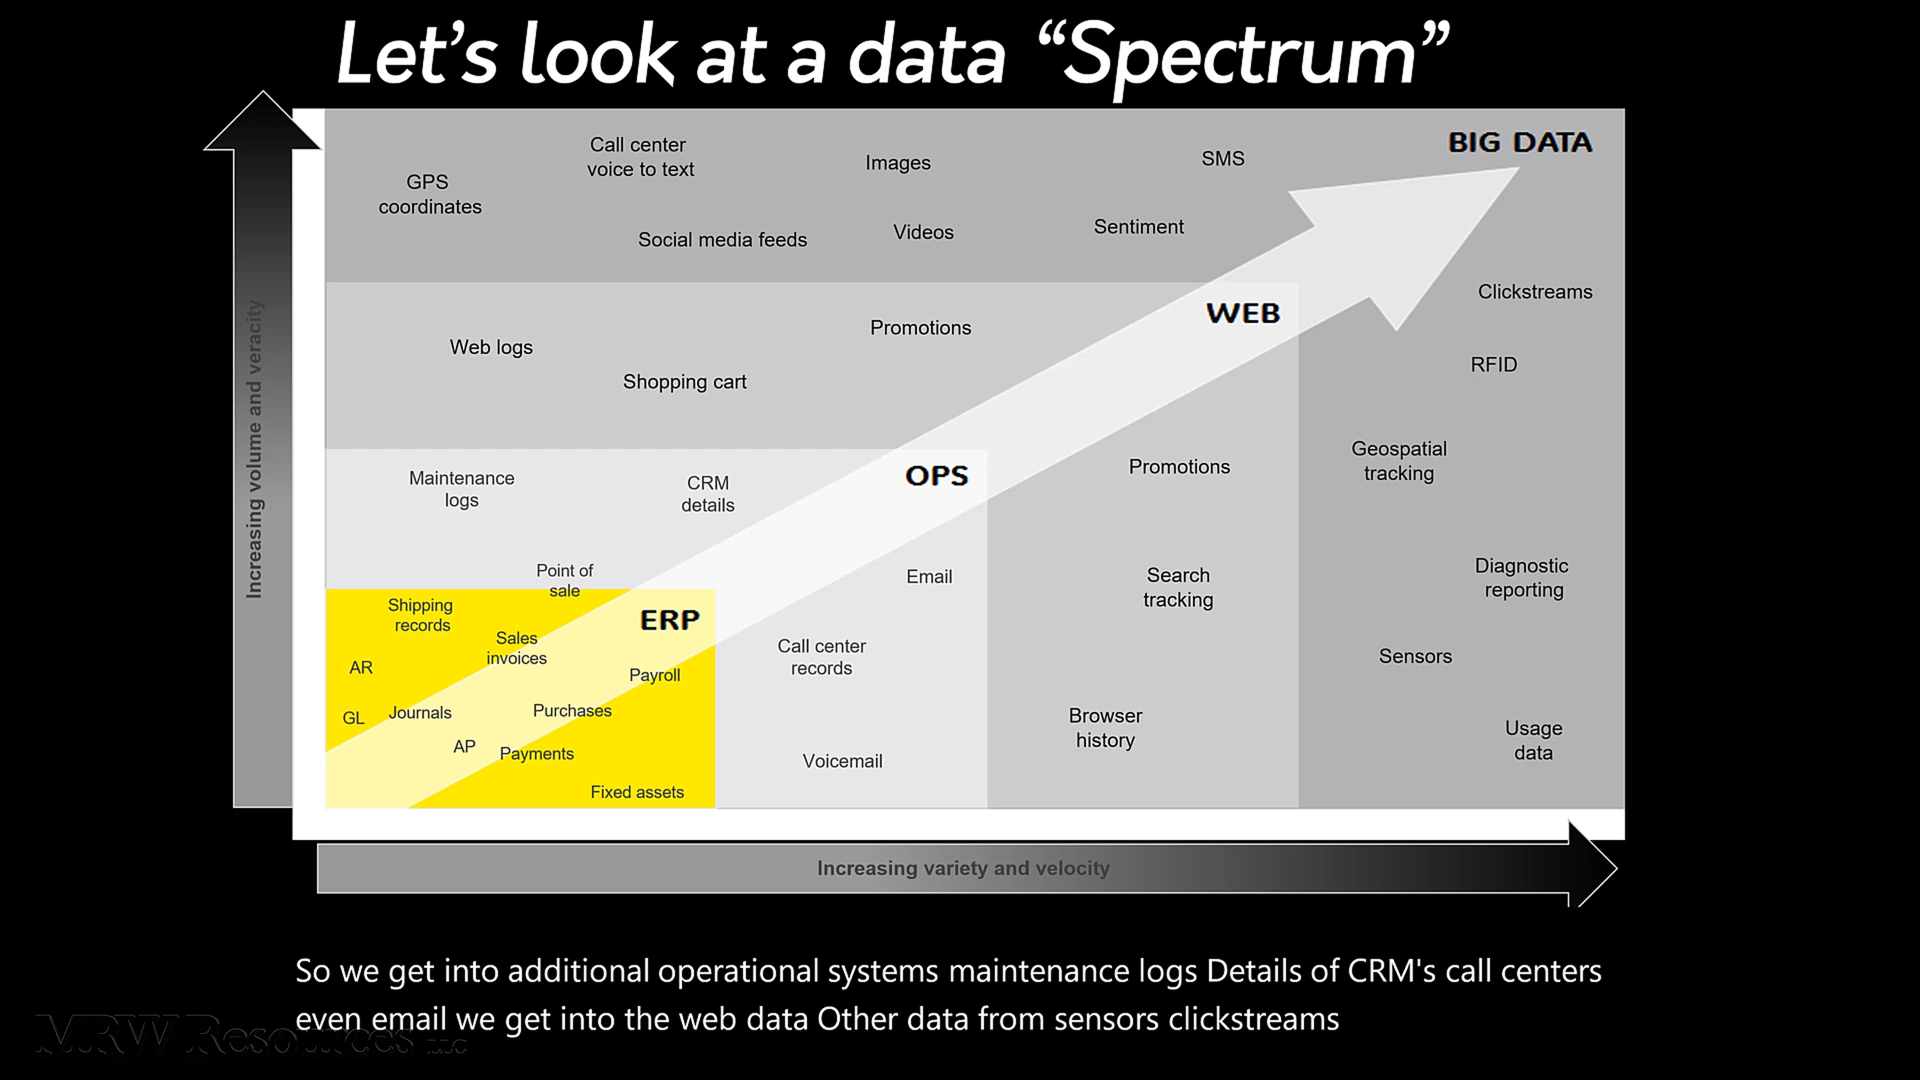 Let's look at a data “Spectrum”
BIG DATA
Call center
voice to text
Images
SMS
GPS
coordinates
Social media feeds
Videos
Sentiment
Clickstreams
WEB
Promotions
Web logs
Shopping cart
RFID
Geospatial
tracking
Promotions
OPS
Maintenance
logs
CRM
details
Point of
sale
Email
Search
tracking
Diagnostic
reporting
ERP
Shipping
records
Sales
invoices
AR
Payroll
Call center
records
Sensors
GL
Journals
Purchases
Browser
history
Usage
data
AP
Payments
Voicemail
Fixed assets
Increasing volume and veracity
Increasing variety and velocity
So we get into additional operational systems maintenance logs Details of CRM's call centers
even email we get into the web data Other data from sensors clickstreams
MRW Resources LLC